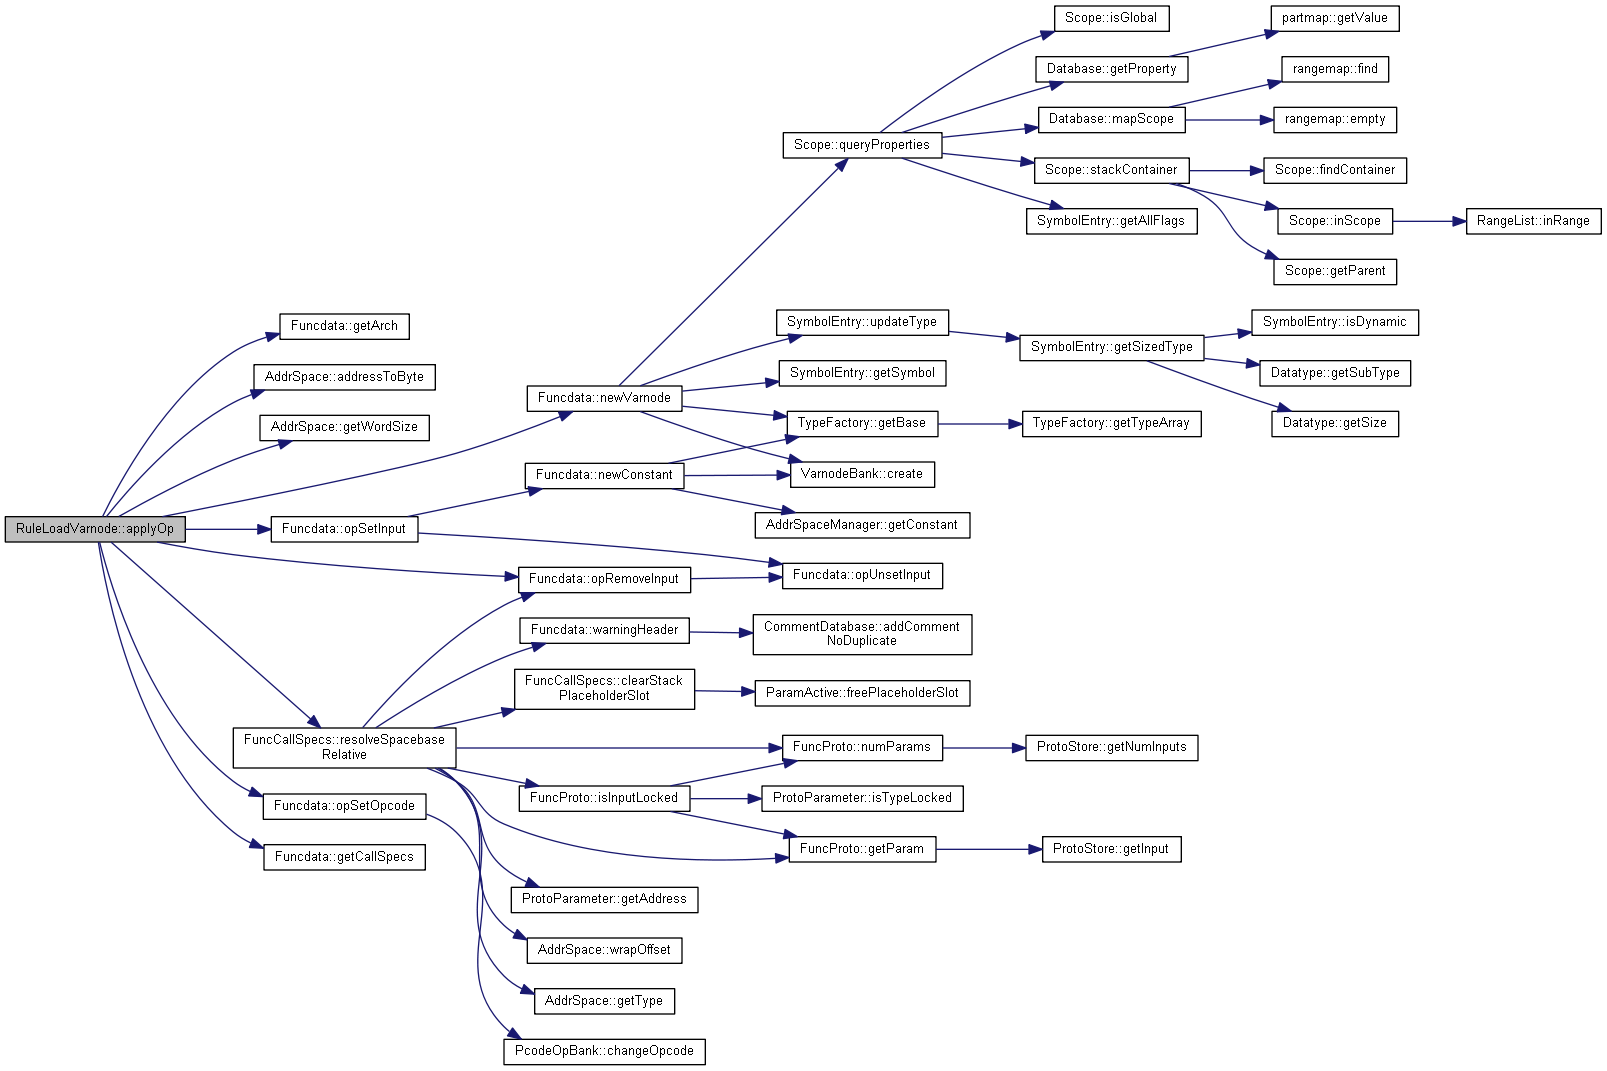 Scope::isGlobal
partmap::getValue
Database::getProperty
rangemap::find
Database::mapScope
rangemap::empty
Scope::queryProperties
Scope::stackContainer
Scope::findContainer
SymbolEntry::getAllFlags
Scope::inScope
RangeList::inRange
Scope::getParent
Funcdata::getArch
SymbolEntry::updateType
SymbolEntry::isDynamic
SymbolEntry::getSizedType
AddrSpace::addressToByte
SymbolEntry::getSymbol
Datatype::getSubType
Funcdata::newVarnode
AddrSpace::getWordSize
TypeFactory::getBase
TypeFactory::getTypeArray
Datatype::getSize
Funcdata::newConstant
VarnodeBank::create
RuleLoadVarnode::applyOp
Funcdata::opSetInput
AddrSpaceManager::getConstant
Funcdata::opRemoveInput
Funcdata::opUnsetInput
Funcdata::warningHeader
CommentDatabase::addComment
NoDuplicate
FuncCallSpecs::clearStack
PlaceholderSlot
ParamActive::freePlaceholderSlot
FuncCallSpecs::resolveSpacebase
Relative
FuncProto::numParams
ProtoStore::getNumInputs
Funcdata::opSetOpcode
FuncProto::isInputLocked
ProtoParameter::isTypeLocked
Funcdata::getCallSpecs
FuncProto::getParam
ProtoStore::getInput
ProtoParameter::getAddress
AddrSpace::wrapOffset
AddrSpace::getType
PcodeOpBank::changeOpcode